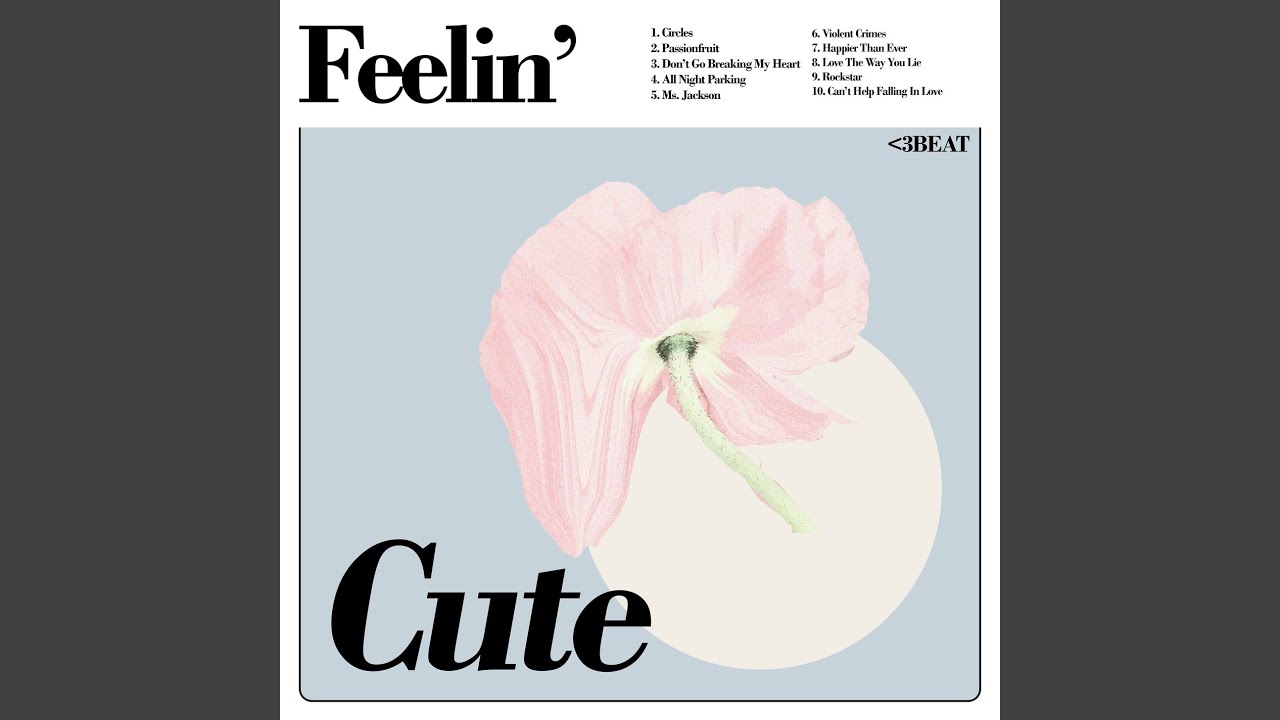 Feelin’
1. Circles
2. Passionfruit
3. Don’t Go Breaking My Heart
4. All Night Parking
5. Ms. Jackson
6. Violent Crimes
7. Happier Than Ever
8. Love The Way You Lie
9. Rockstar
10. Can’t Help Falling In Love
<3BEAT
Cute